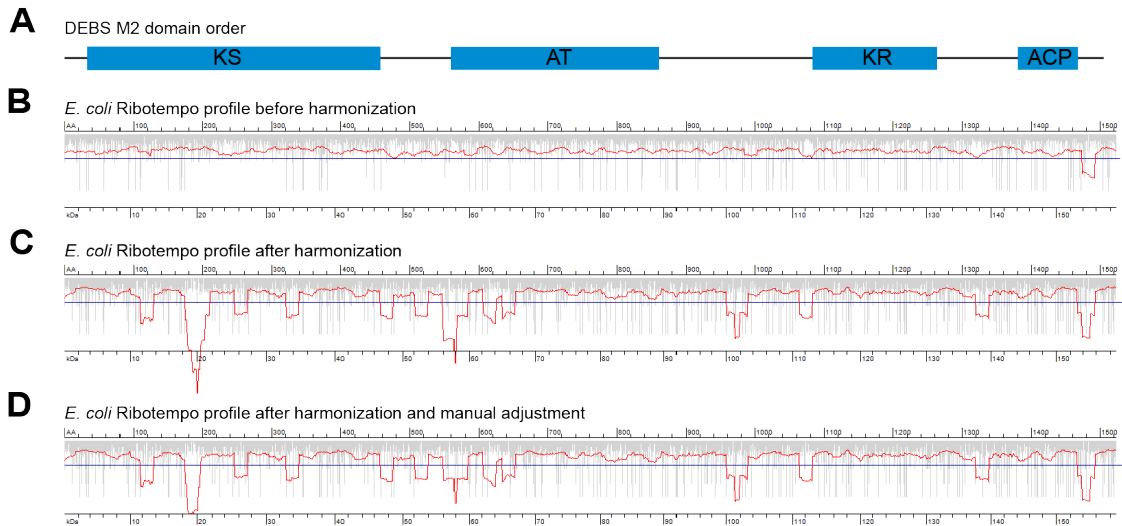 A
DEBS M2 domain order
KS AT KR ACP
B
E. coli Ribotempo profile before harmonization
AA 100 200 300 400 500 600 700 800 900 1000 1100 1200 1300 1400 1500
kDa 10 20 30 40 50 60 70 80 90 100 110 120 130 140 150
C
E. coli Ribotempo profile after harmonization
AA 100 200 300 400 500 600 700 800 900 1000 1100 1200 1300 1400 1500
kDa 10 20 30 40 50 60 70 80 90 100 110 120 130 140 150
D
E. coli Ribotempo profile after harmonization and manual adjustment
AA 100 200 300 400 500 600 700 800 900 1000 1100 1200 1300 1400 1500
kDa 10 20 30 40 50 60 70 80 90 100 110 120 130 140 150